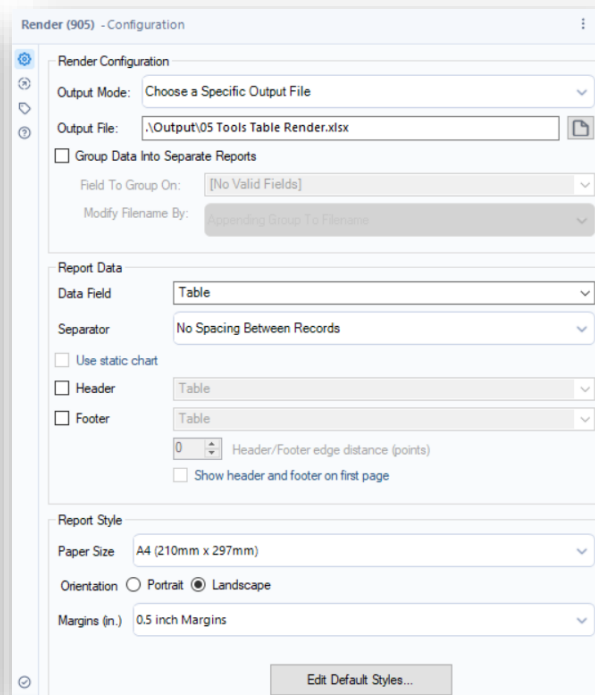 Render (905) - Configuration
Render Configuration
Output Mode: Choose a Specific Output File
Output File: .\Output\05 Tools Table Render.xlsx
Group Data Into Separate Reports
Field To Group On: [No Valid Fields]
Modify Filename By: Appending Group To Filename
Report Data
Data Field Table
Separator No Spacing Between Records
Use static chart
Header Table
Footer Table
0 Header/Footer edge distance (points)
Show header and footer on first page
Report Style
Paper Size A4 (210mm x 297mm)
Orientation Portrait Landscape
Margins (in.) 0.5 inch Margins
Edit Default Styles...